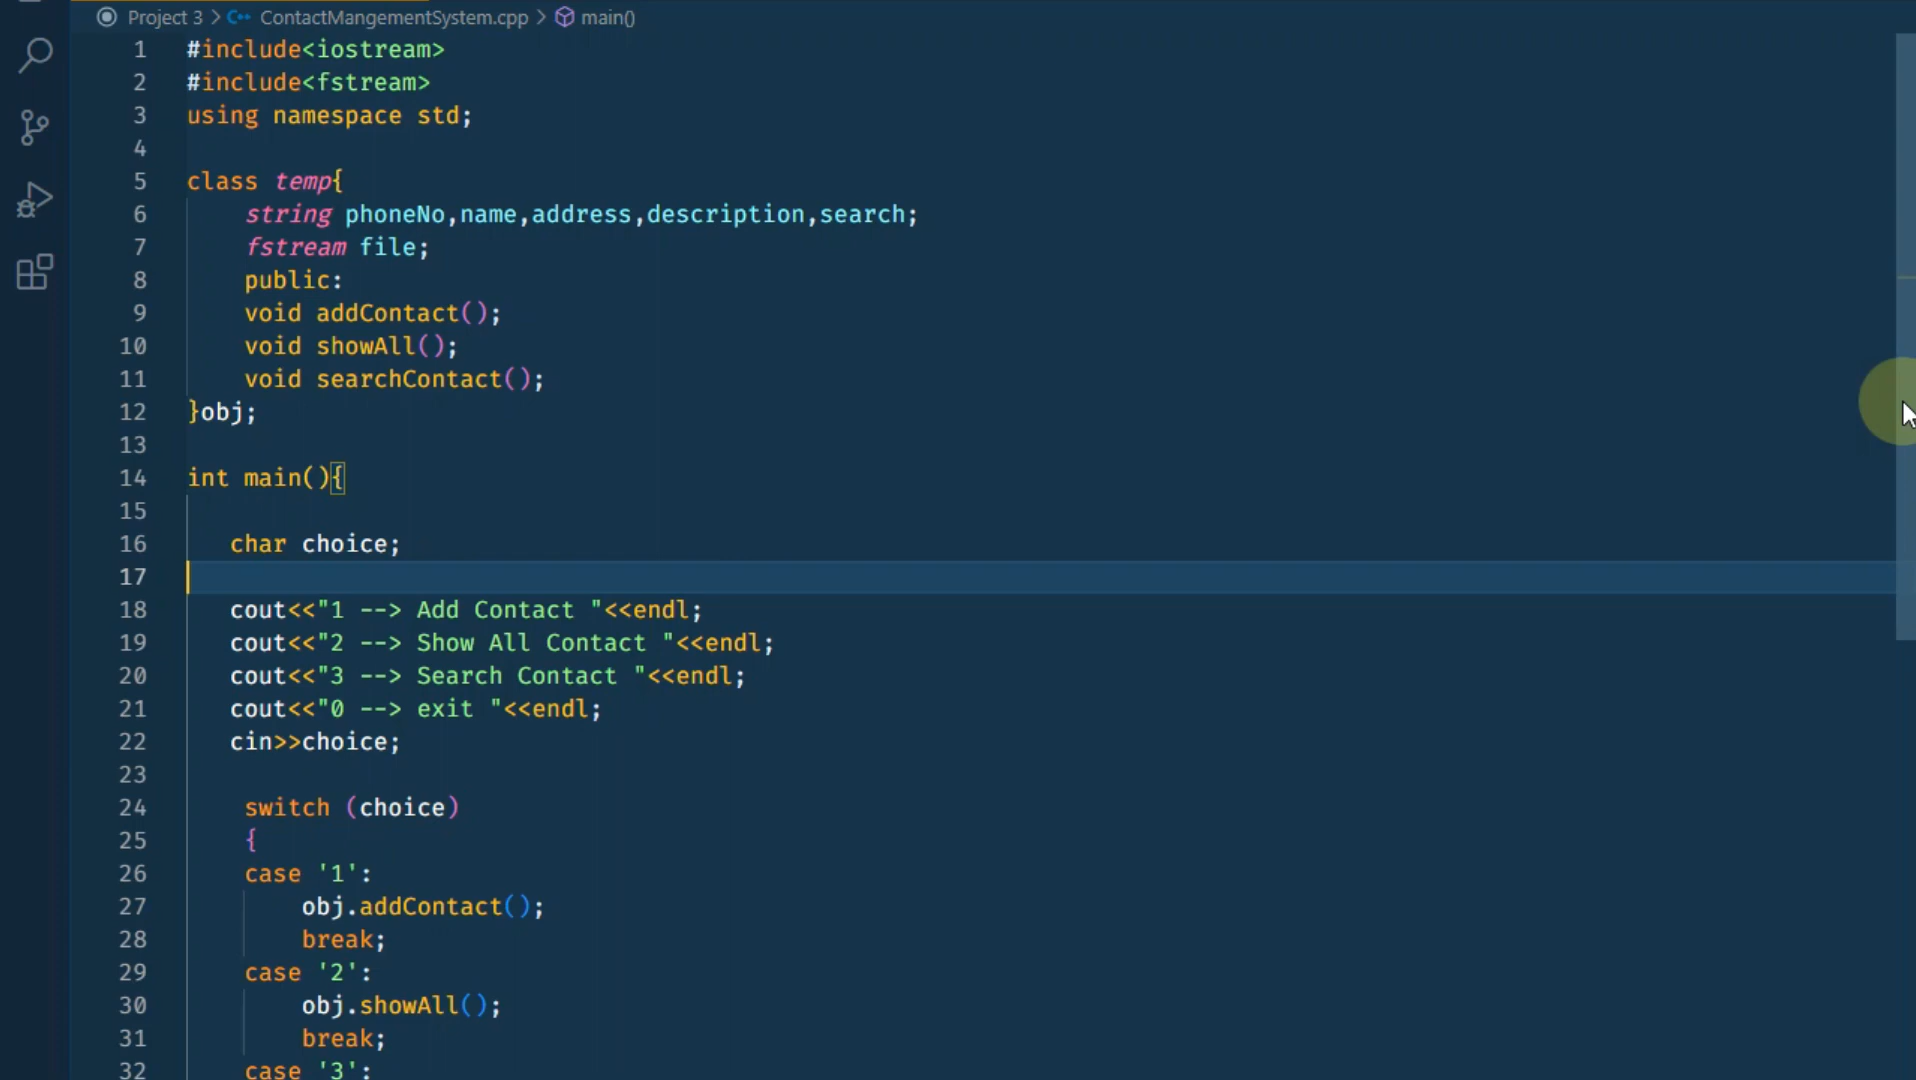 Project 3 > C++ ContactMangementSystem.cpp > main()
1 #include<iostream>
2 #include<fstream>
3 using namespace std;
4
5 class temp{
6 string phoneNo,name,address,description,search;
7 fstream file;
8 public:
9 void addContact();
10 void showAll();
11 void searchContact();
12 }obj;
13
14 int main(){
15
16 char choice;
17
18 cout<<"1 --> Add Contact "<<endl;
19 cout<<"2 --> Show All Contact "<<endl;
20 cout<<"3 --> Search Contact "<<endl;
21 cout<<"0 --> exit "<<endl;
22 cin>>choice;
23
24 switch (choice)
25 {
26 case '1':
27 obj.addContact();
28 break;
29 case '2':
30 obj.showAll();
31 break;
32 case '3':